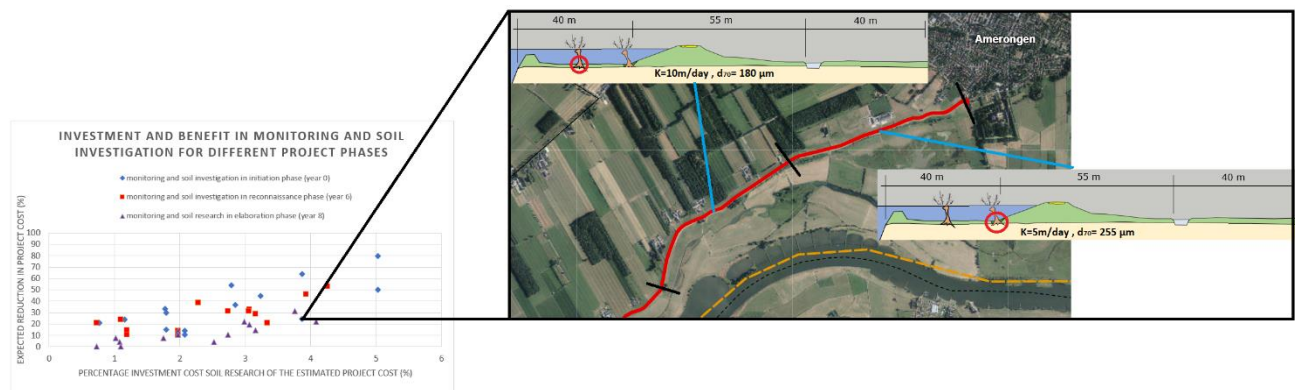 INVESTMENT AND BENEFIT IN MONITORING AND SOIL
INVESTIGATION FOR DIFFERENT PROJECT PHASES
monitoring and soil investigation in initiation phase (year 0)
monitoring and soil investigation in reconnaissance phase (year 6)
monitoring and soil research in elaboration phase (year 8)
EXPECTED REDUCTION IN PROJECT COST (%)
100
90
80
70
60
50
40
30
20
10
0
0 1 2 3 4 5 6
PERCENTAGE INVESTMENT COST SOIL RESEARCH OF THE ESTIMATED PROJECT COST (%)
40 m 55 m 40 m
K=10m/day , d70= 180 μm
Amerongen
40 m 55 m 40 m
K=5m/day , d70= 255 μm